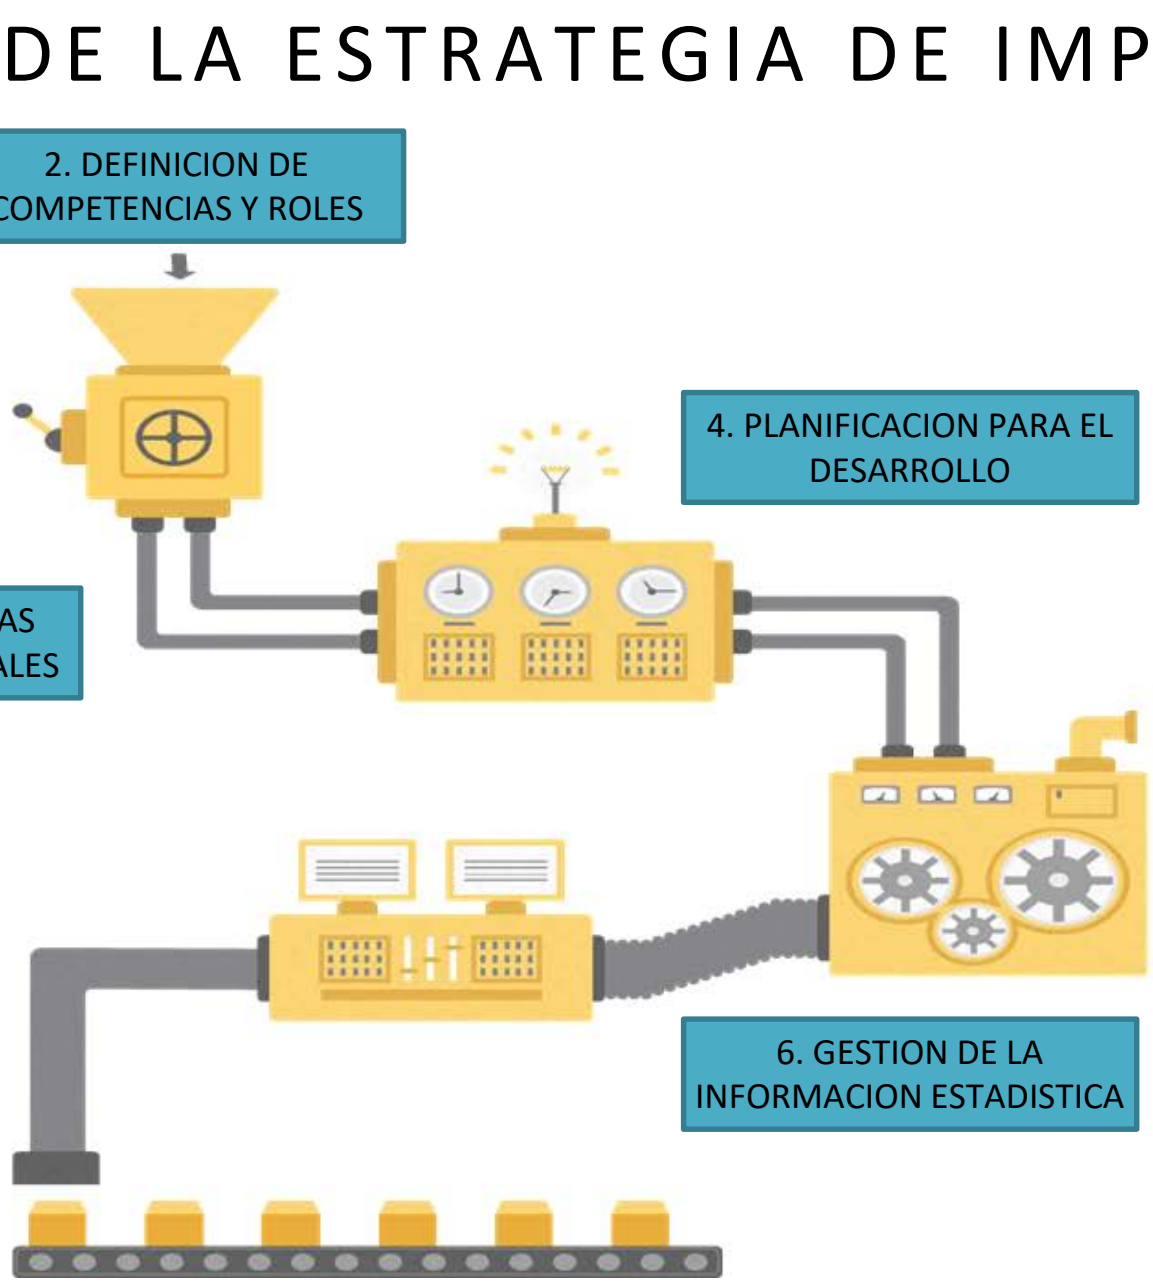 DE LA ESTRATEGIA DE IMP
2. DEFINICION DE
COMPETENCIAS Y ROLES
4. PLANIFICACION PARA EL
DESARROLLO
AS
ALES
6. GESTION DE LA
INFORMACION ESTADISTICA